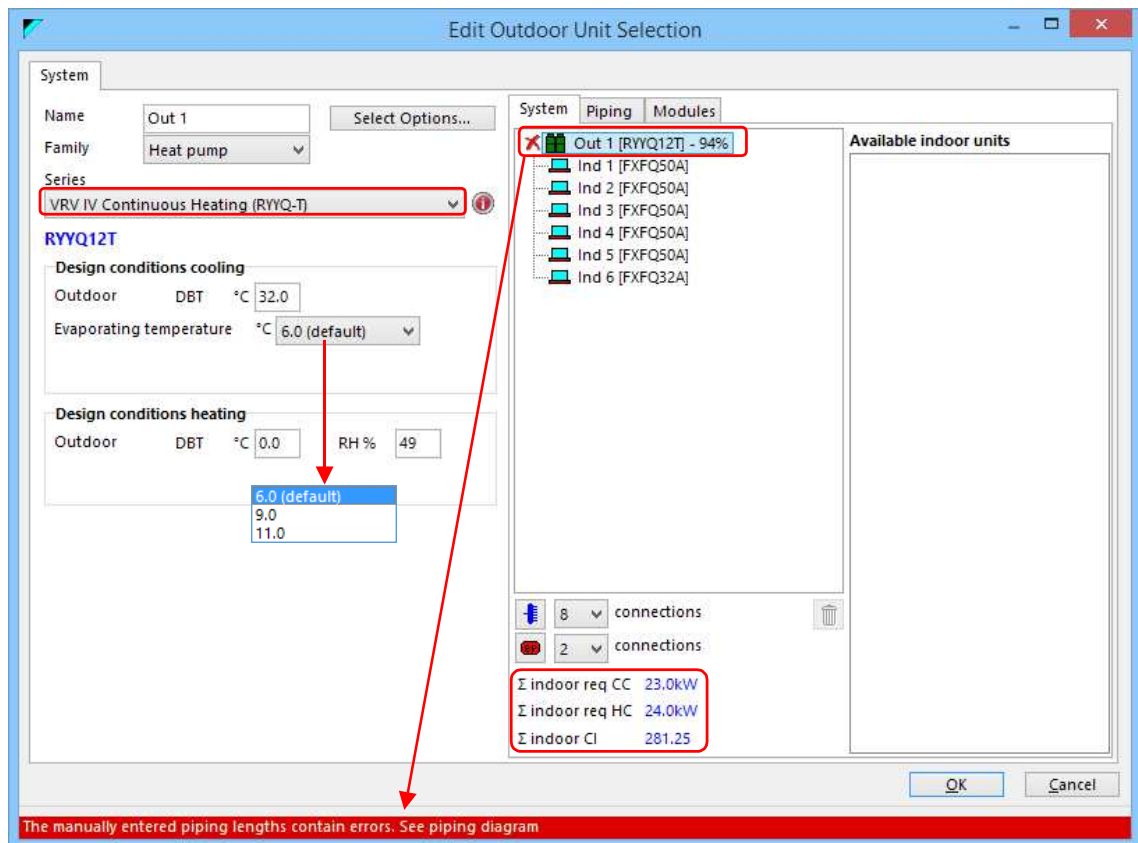 Edit Outdoor Unit Selection
System
Name Out 1 Select Options...
Family Heat pump
Series
VRV IV Continuous Heating (RYYQ-T)
RYYQ12T
Design conditions cooling
Outdoor DBT °C 32.0
Evaporating temperature °C 6.0 (default)
Design conditions heating
Outdoor DBT °C 0.0 RH % 49
6.0 (default)
9.0
11.0
System Piping Modules
Out 1 [RYYQ12T] - 94%
Ind 1 [FXFQ50A]
Ind 2 [FXFQ50A]
Ind 3 [FXFQ50A]
Ind 4 [FXFQ50A]
Ind 5 [FXFQ50A]
Ind 6 [FXFQ32A]
Available indoor units
8 connections
2 connections
Σ indoor req CC 23.0kW
Σ indoor req HC 24.0kW
Σ indoor CI 281.25
OK Cancel
The manually entered piping lengths contain errors. See piping diagram